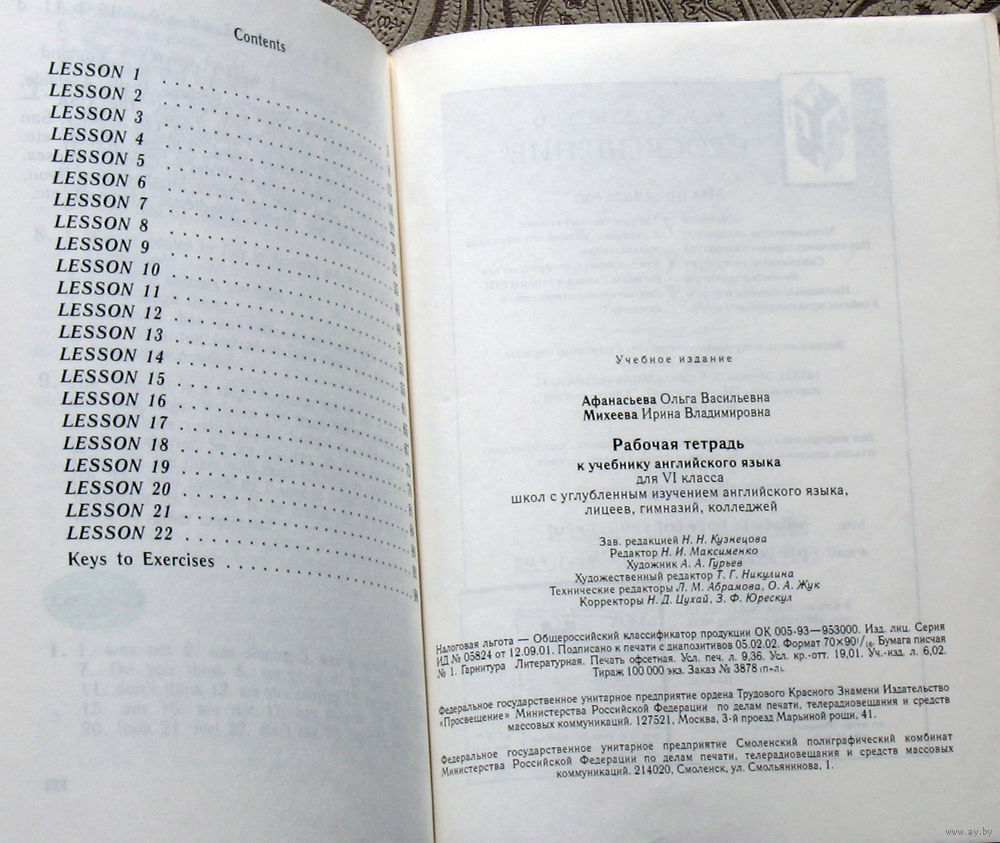 Contents
LESSON 1
LESSON 2
LESSON 3
LESSON 4
LESSON 5
LESSON 6
LESSON 7
LESSON 8
LESSON 9
LESSON 10
LESSON 11
LESSON 12
LESSON 13
LESSON 14
LESSON 15
LESSON 16
LESSON 17
LESSON 18
LESSON 19
LESSON 20
LESSON 21
LESSON 22
Keys to Exercises
Учебное издание
Афанасьева Ольга Васильевна
Михеева Ирина Владимировна
Рабочая тетрадь
к учебнику английского языка
для VI класса
школ с углубленным изучением английского языка,
лицеев, гимназий, колледжей
Зав. редакцией Н. Н. Кузнецова
Редактор Н. И. Максименко
Художник А. А. Гурьев
Художественный редактор Т. Г. Никулина
Технические редакторы Л. М. Абрамова, О. А. Жук
Корректоры Н. Д. Цухай, З. Ф. Юрескул
Налоговая льгота — Общероссийский классификатор продукции ОК 005-93—953000. Изд. лиц. Серия
ИД № 05824 от 12.09.01. Подписано к печати с диапозитивов 05.02.02. Формат 70×90¹/₁₆. Бумага писчая
№ 1. Гарнитура Литературная. Печать офсетная. Усл. печ. л. 9,36. Усл. кр.-отт. 19,01. Уч.-изд. л. 6,02.
Тираж 100 000 экз. Заказ № 3878 (п-л).
Федеральное государственное унитарное предприятие ордена Трудового Красного Знамени Издательство
«Просвещение» Министерства Российской Федерации по делам печати, телерадиовещания и средств
массовых коммуникаций. 127521, Москва, 3-й проезд Марьиной рощи, 41.
Федеральное государственное унитарное предприятие Смоленский полиграфический комбинат
Министерства Российской Федерации по делам печати, телерадиовещания и средств массовых
коммуникаций. 214020, Смоленск, ул. Смольянинова, 1.
www.ay.by